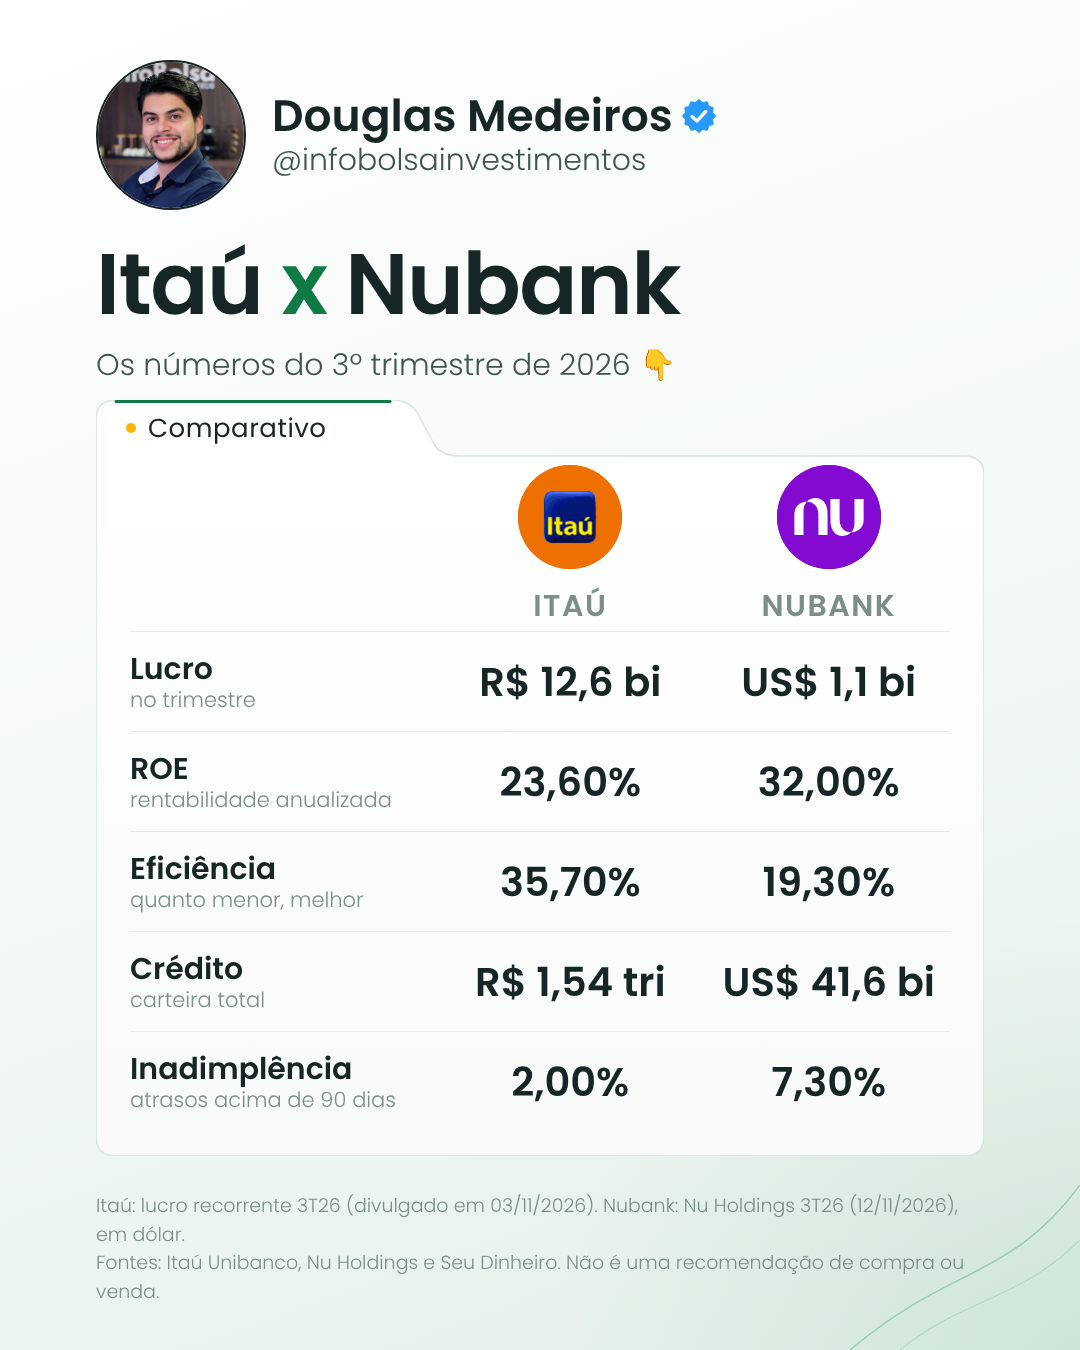 Douglas Medeiros
@infobolsainvestimentos
Itaú x Nubank
Os números do 3º trimestre de 2026 👇
Comparativo
Itaú
nu
ITAÚ
NUBANK
Lucro
no trimestre
R$ 12,6 bi
US$ 1,1 bi
ROE
rentabilidade anualizada
23,60%
32,00%
Eficiência
quanto menor, melhor
35,70%
19,30%
Crédito
carteira total
R$ 1,54 tri
US$ 41,6 bi
Inadimplência
atrasos acima de 90 dias
2,00%
7,30%
Itaú: lucro recorrente 3T26 (divulgado em 03/11/2026). Nubank: Nu Holdings 3T26 (12/11/2026),
em dólar.
Fontes: Itaú Unibanco, Nu Holdings e Seu Dinheiro. Não é uma recomendação de compra ou
venda.